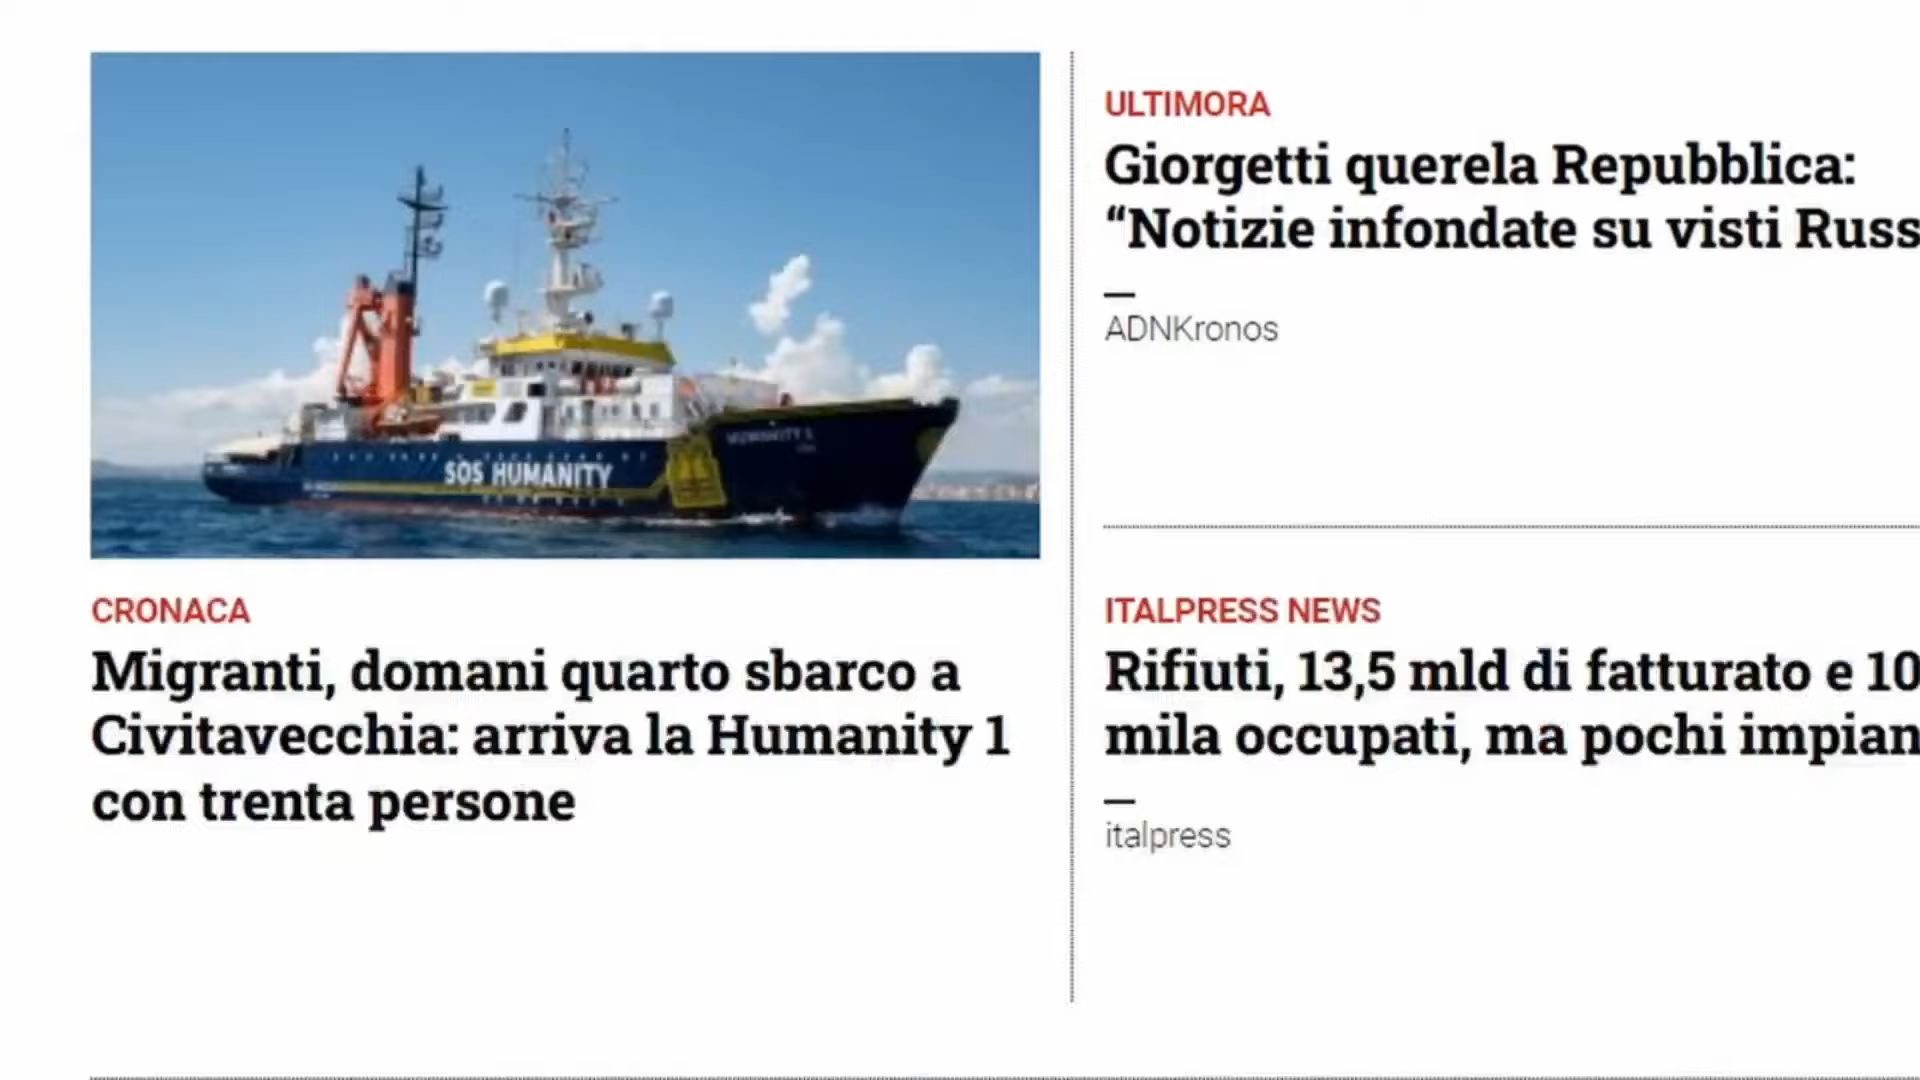 SOS HUMANITY
HUMANITY 1
CRONACA
Migranti, domani quarto sbarco a
Civitavecchia: arriva la Humanity 1
con trenta persone
ULTIMORA
Giorgetti querela Repubblica:
“Notizie infondate su visti Russ
ADNKronos
ITALPRESS NEWS
Rifiuti, 13,5 mld di fatturato e 10
mila occupati, ma pochi impian
italpress